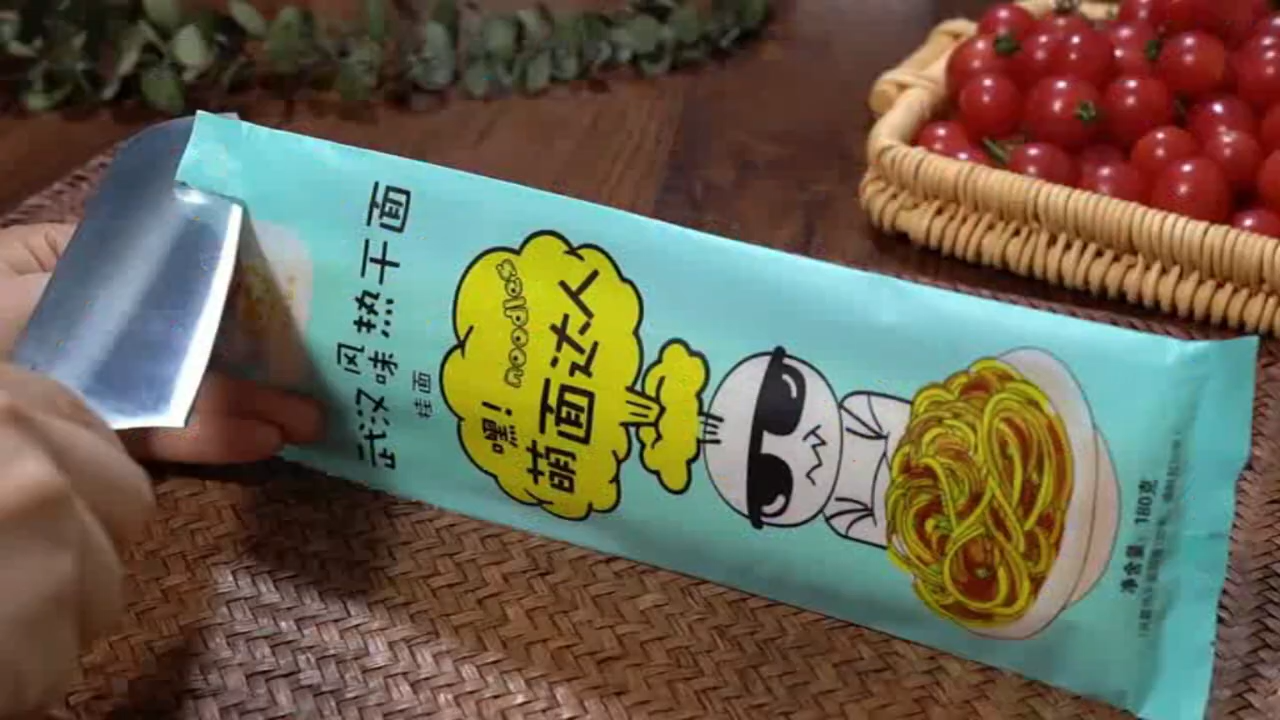 武汉风味热干面
挂面
noodles
嘿！
萌面达人
净含量：180克